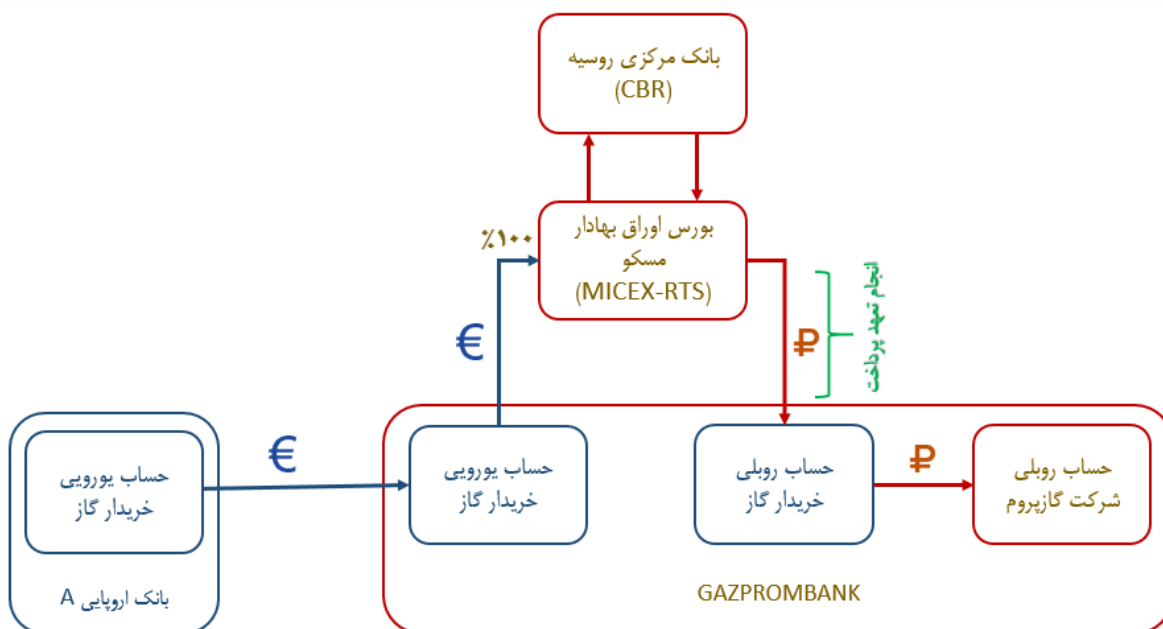 بانک مرکزی روسیه
(CBR)
بورس اوراق بهادار
مسکو
(MICEX-RTS)
٪۱۰۰
€
₽
انجام تعهد پرداخت
€
₽
حساب یورویی
خریدار گاز
حساب یورویی
خریدار گاز
حساب روبلی
خریدار گاز
حساب روبلی
شرکت گازپروم
بانک اروپایی A
GAZPROMBANK